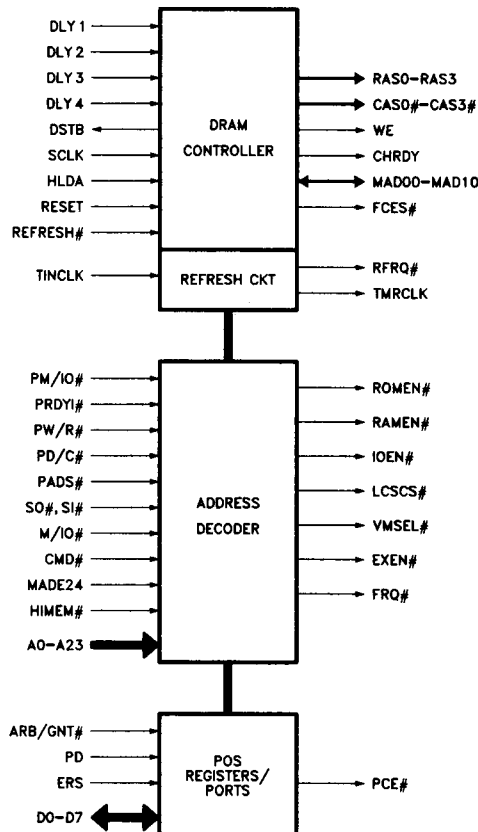 DLY 1
DLY 2
DLY 3
DLY 4
DSTB
SCLK
HLDA
RESET
REFRESH#
TINCLK
DRAM
CONTROLLER
REFRESH CKT
RAS0-RAS3
CAS0#-CAS3#
WE
CHRDY
MAD00-MAD10
FCES#
RFRQ#
TMRCLK
PM/IO#
PRDYI#
PW/R#
PD/C#
PADS#
SO#, SI#
M/IO#
CMD#
MADE24
HIMEM#
A0-A23
ADDRESS
DECODER
ROMEN#
RAMEN#
IOEN#
LCSCS#
VMSEL#
EXEN#
FRQ#
ARB/GNT#
PD
ERS
D0-D7
POS
REGISTERS/
PORTS
PCE#